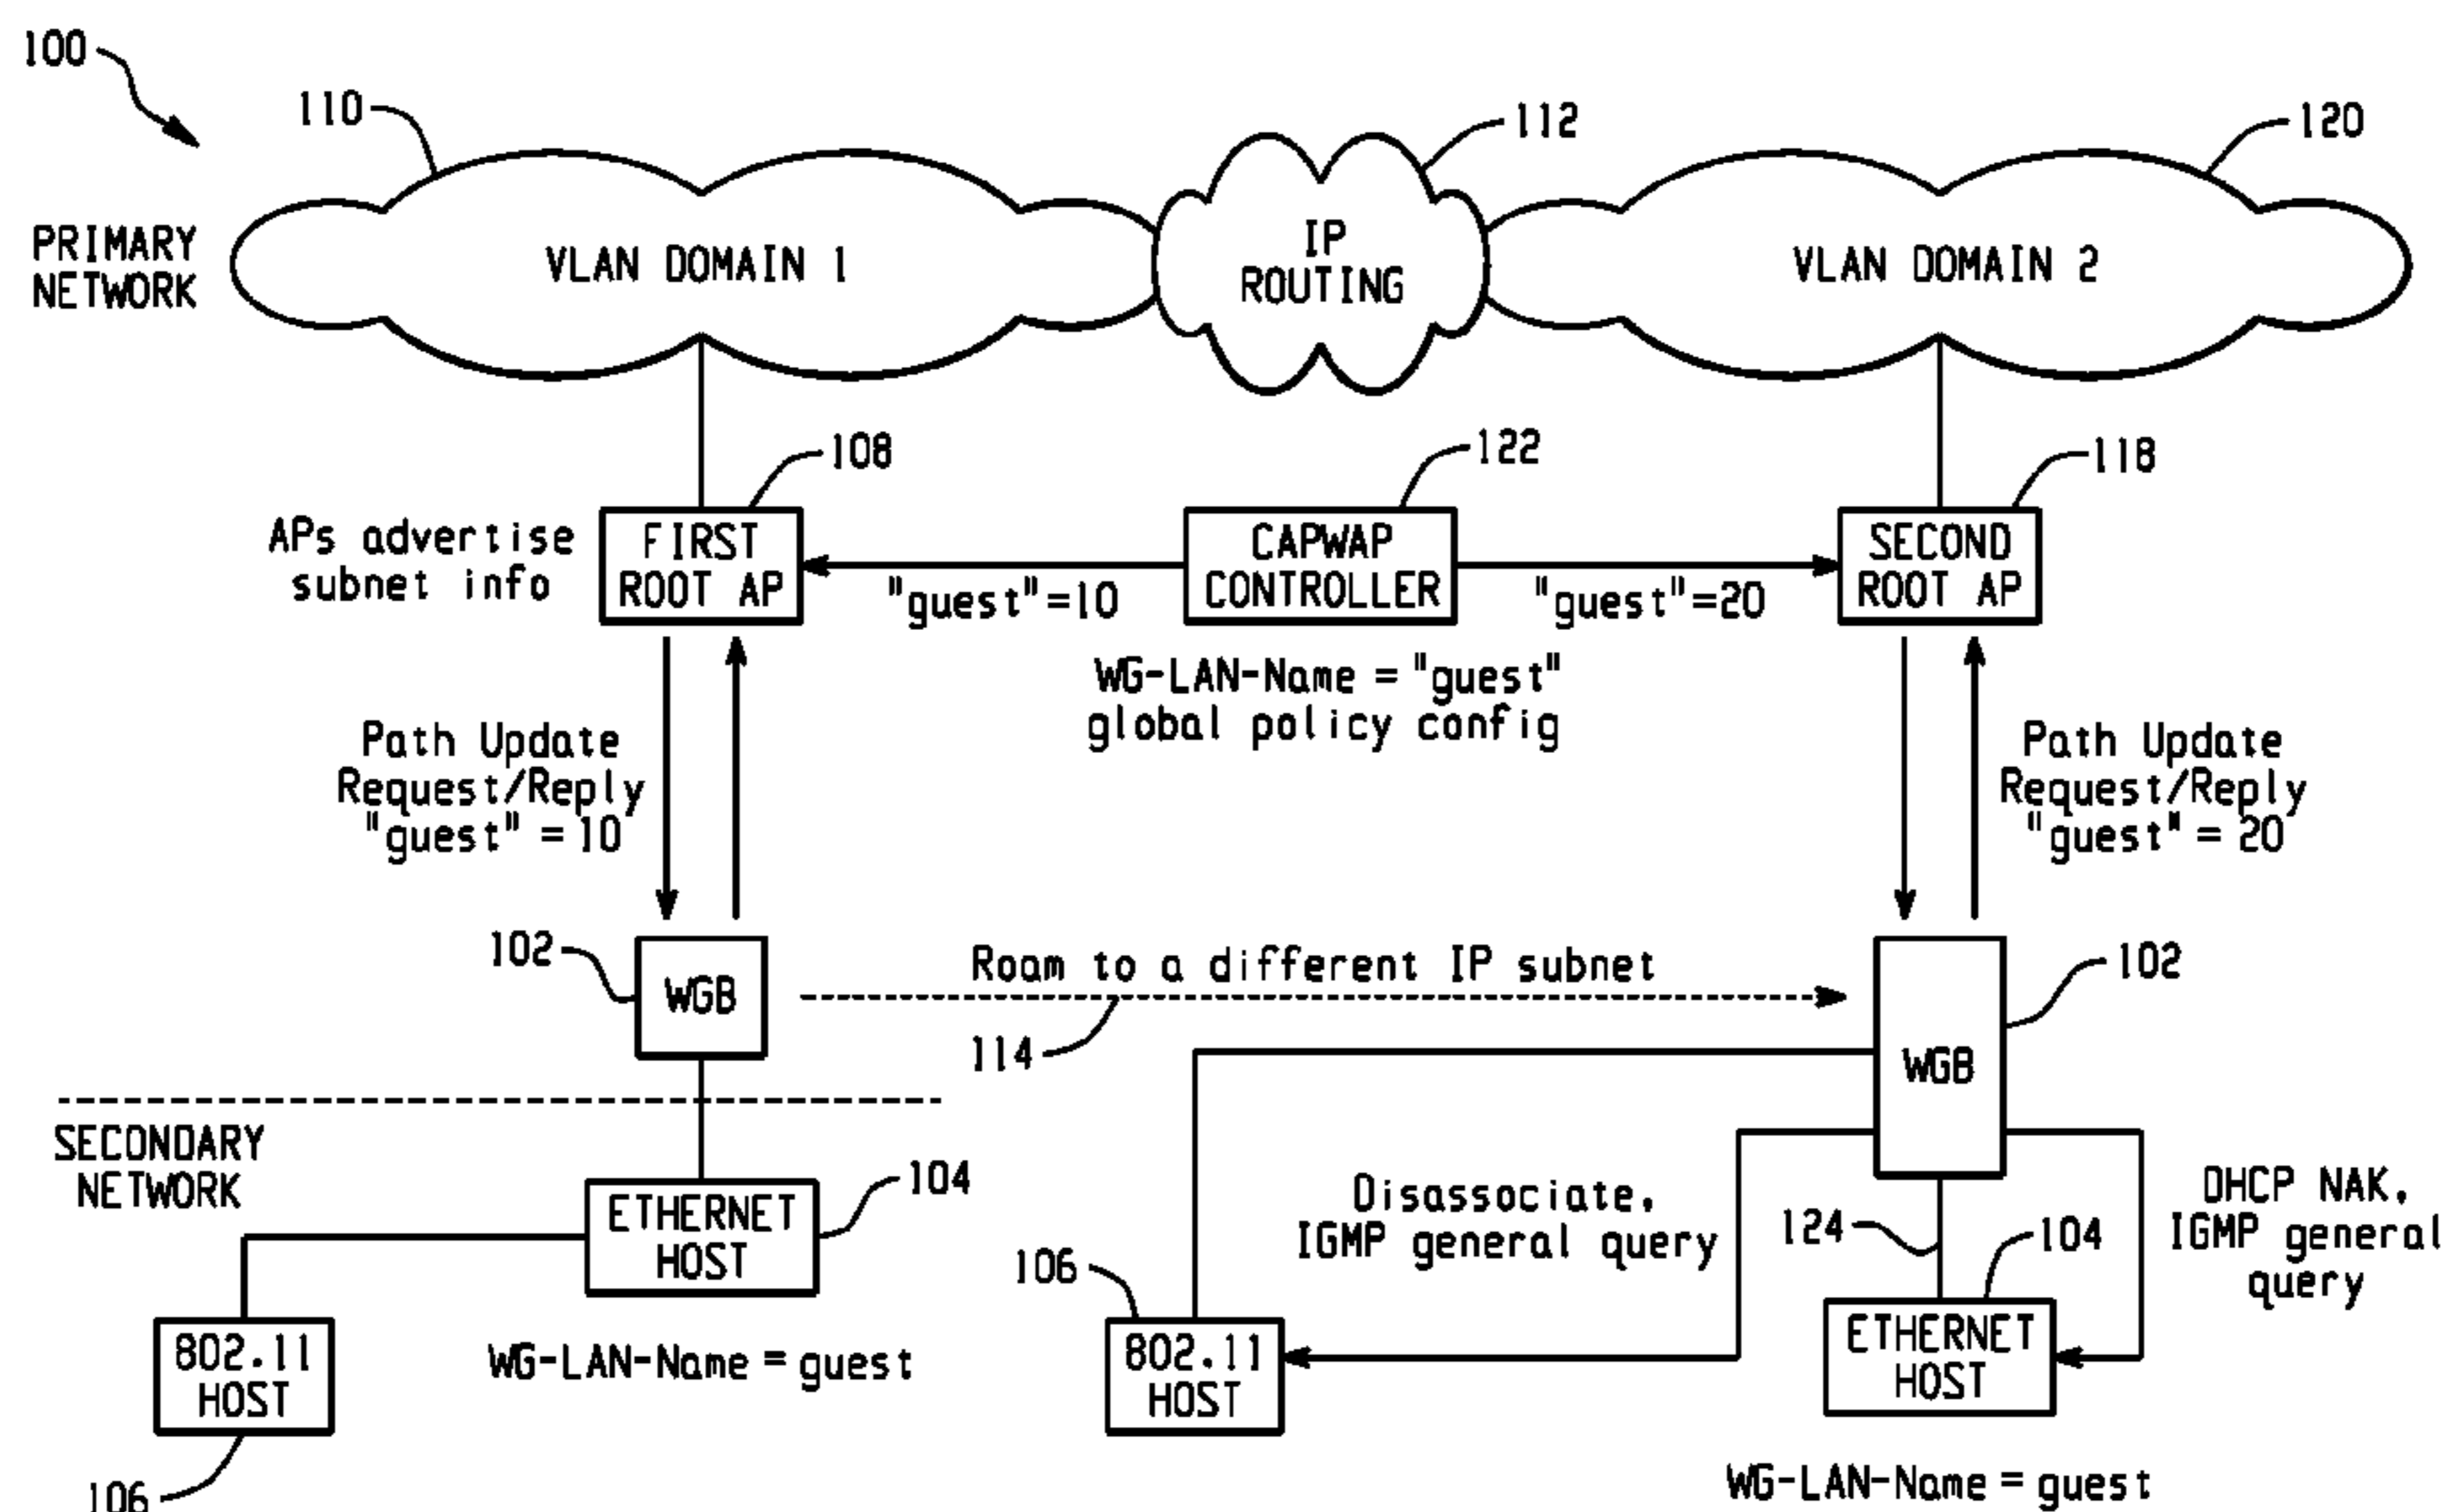 100
110
112
120
PRIMARY
NETWORK
VLAN DOMAIN 1
IP
ROUTING
VLAN DOMAIN 2
108
122
118
APs advertise
subnet info
FIRST
ROOT AP
"guest"=10
CAPWAP
CONTROLLER
"guest"=20
SECOND
ROOT AP
WG-LAN-Name = "guest"
global policy config
Path Update
Request/Reply
"guest" = 10
Path Update
Request/Reply
"guest" = 20
102
WGB
Roam to a different IP subnet
114
102
WGB
SECONDARY
NETWORK
104
ETHERNET
HOST
Disassociate,
IGMP general query
124
104
DHCP NAK,
IGMP general
query
106
802.11
HOST
WG-LAN-Name = guest
802.11
HOST
ETHERNET
HOST
106
WG-LAN-Name = guest